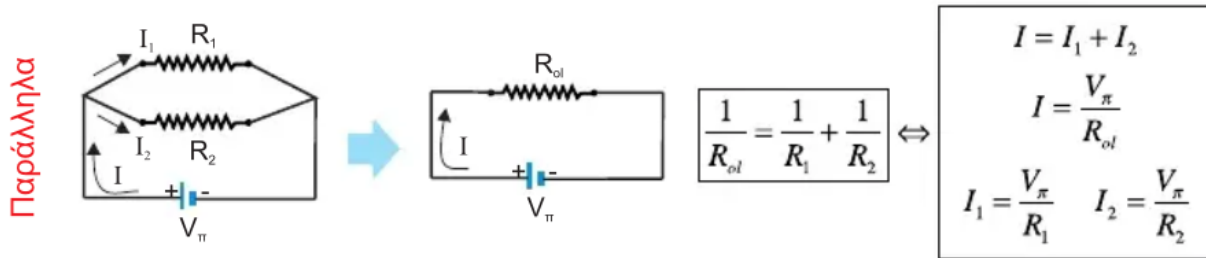 Παράλληλα
I₁
R₁
I₂
R₂
I
+ -
Vπ
Rol
I
+ -
Vπ
1/Rol = 1/R₁ + 1/R₂
⇔
I = I₁ + I₂
I = Vπ/Rol
I₁ = Vπ/R₁ I₂ = Vπ/R₂